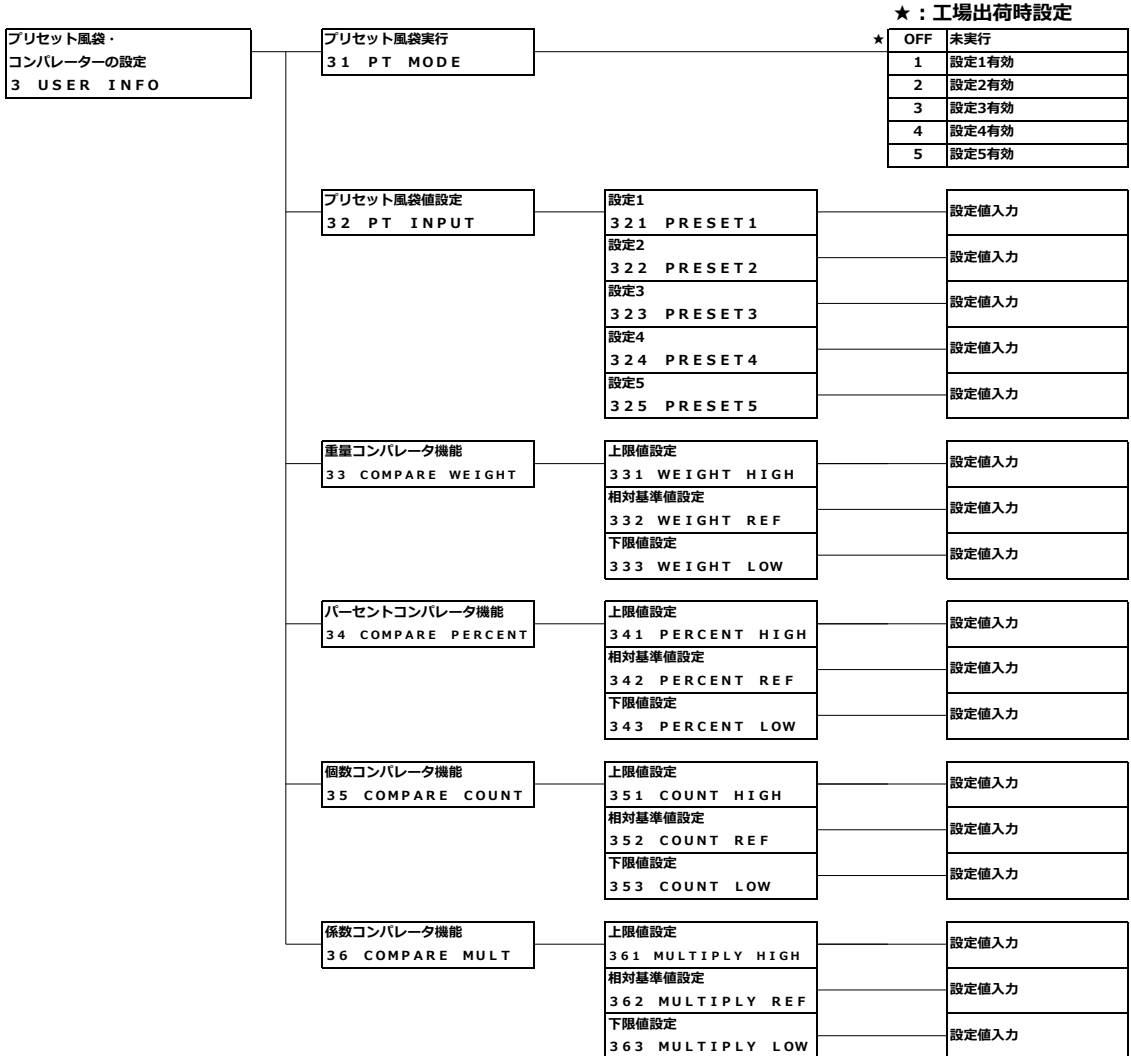 ★：工場出荷時設定
プリセット風袋・
コンパレーターの設定
3 USER INFO
プリセット風袋実行
31 PT MODE
★ OFF 未実行
1 設定1有効
2 設定2有効
3 設定3有効
4 設定4有効
5 設定5有効
プリセット風袋値設定
32 PT INPUT
設定1
321 PRESET1
設定値入力
設定2
322 PRESET2
設定値入力
設定3
323 PRESET3
設定値入力
設定4
324 PRESET4
設定値入力
設定5
325 PRESET5
設定値入力
重量コンパレータ機能
33 COMPARE WEIGHT
上限値設定
331 WEIGHT HIGH
設定値入力
相対基準値設定
332 WEIGHT REF
設定値入力
下限値設定
333 WEIGHT LOW
設定値入力
パーセントコンパレータ機能
34 COMPARE PERCENT
上限値設定
341 PERCENT HIGH
設定値入力
相対基準値設定
342 PERCENT REF
設定値入力
下限値設定
343 PERCENT LOW
設定値入力
個数コンパレータ機能
35 COMPARE COUNT
上限値設定
351 COUNT HIGH
設定値入力
相対基準値設定
352 COUNT REF
設定値入力
下限値設定
353 COUNT LOW
設定値入力
係数コンパレータ機能
36 COMPARE MULT
上限値設定
361 MULTIPLY HIGH
設定値入力
相対基準値設定
362 MULTIPLY REF
設定値入力
下限値設定
363 MULTIPLY LOW
設定値入力